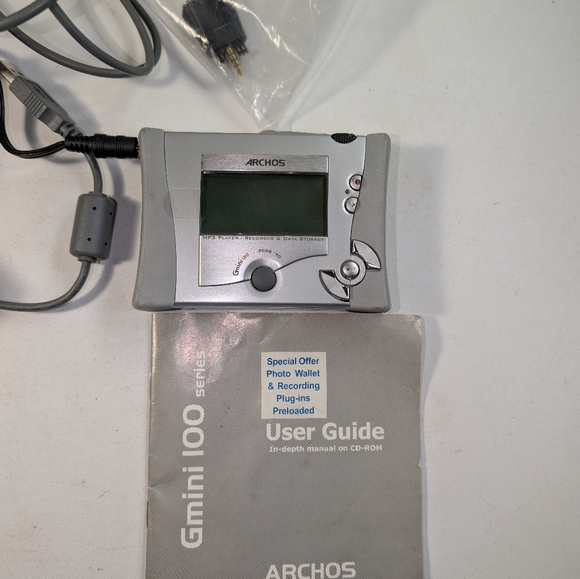 ARCHOS
MP3 PLAYER / RECORDER & DATA STORAGE
Gmini 100
Gmini 100 series
Special Offer
Photo Wallet
& Recording
Plug-ins
Preloaded
User Guide
In-depth manual on CD-ROM
ARCHOS